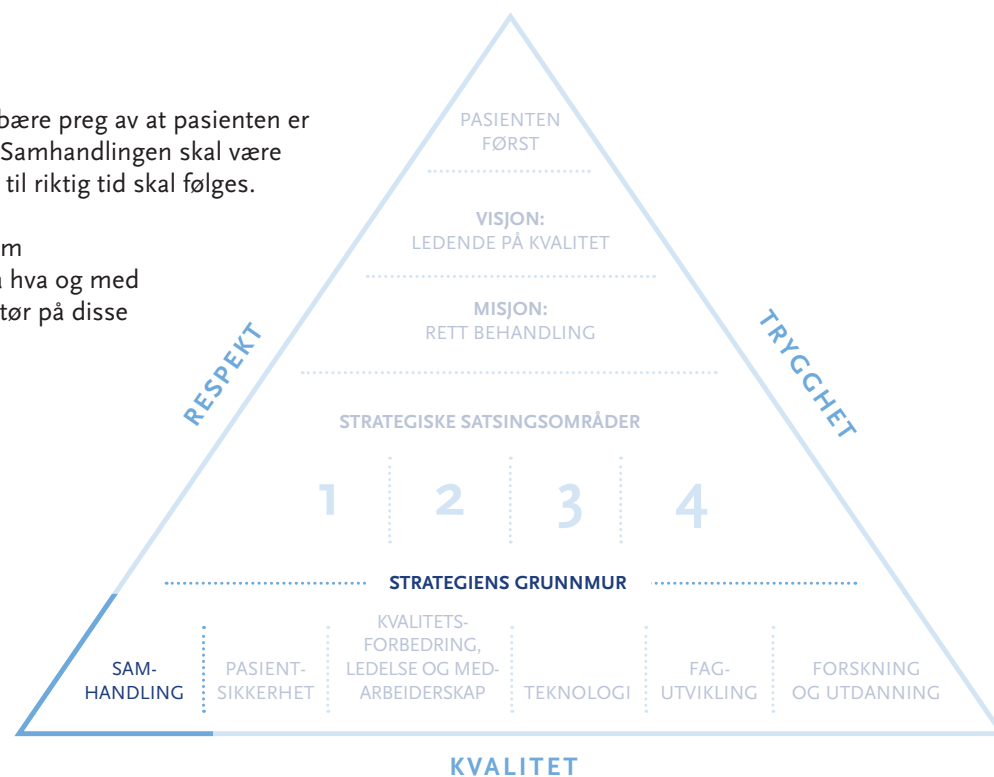 bære preg av at pasienten er
Samhandlingen skal være
til riktig tid skal følges.
hva og med
tør på disse
PASIENTEN
FØRST
VISJON:
LEDENDE PÅ KVALITET
MISJON:
RETT BEHANDLING
RESPEKT
TRYGGHET
STRATEGISKE SATSINGSOMRÅDER
1 2 3 4
STRATEGIENS GRUNNMUR
SAM-
HANDLING
PASIENT-
SIKKERHET
KVALITETS-
FORBEDRING,
LEDELSE OG MED-
ARBEIDERSKAP
TEKNOLOGI
FAG-
UTVIKLING
FORSKNING
OG UTDANNING
KVALITET